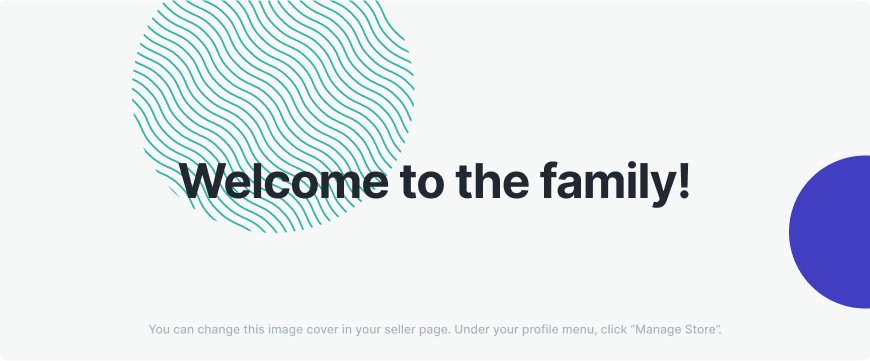 Welcome to the family!
You can change this image cover in your seller page. Under your profile menu, click “Manage Store”.